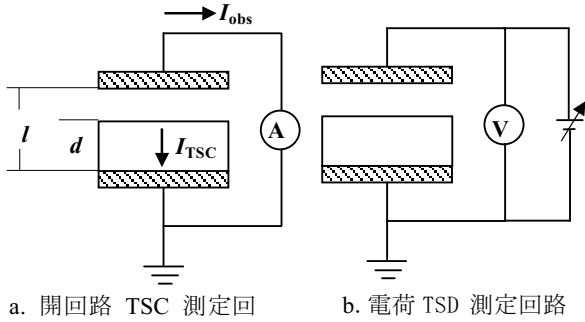 I_obs
l
d
I_TSC
A
V
a. 開回路 TSC 測定回
b. 電荷 TSD 測定回路